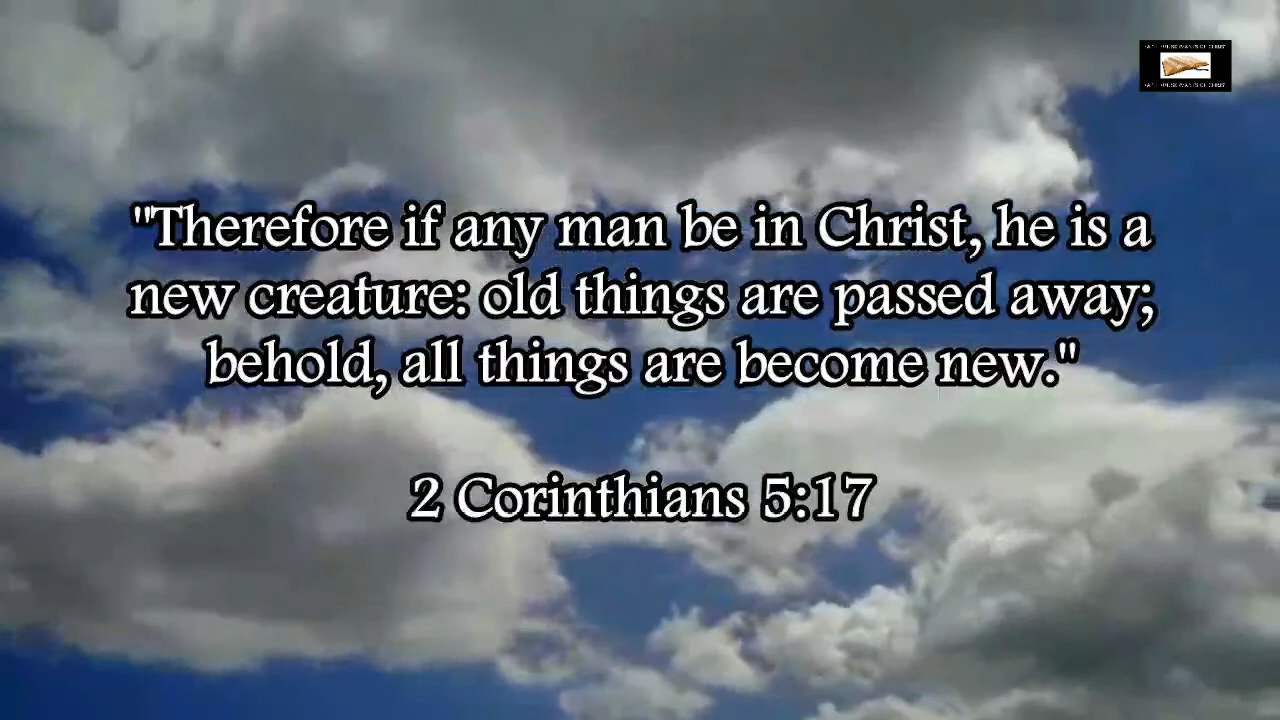 "Therefore if any man be in Christ, he is a
new creature: old things are passed away;
behold, all things are become new."
2 Corinthians 5:17